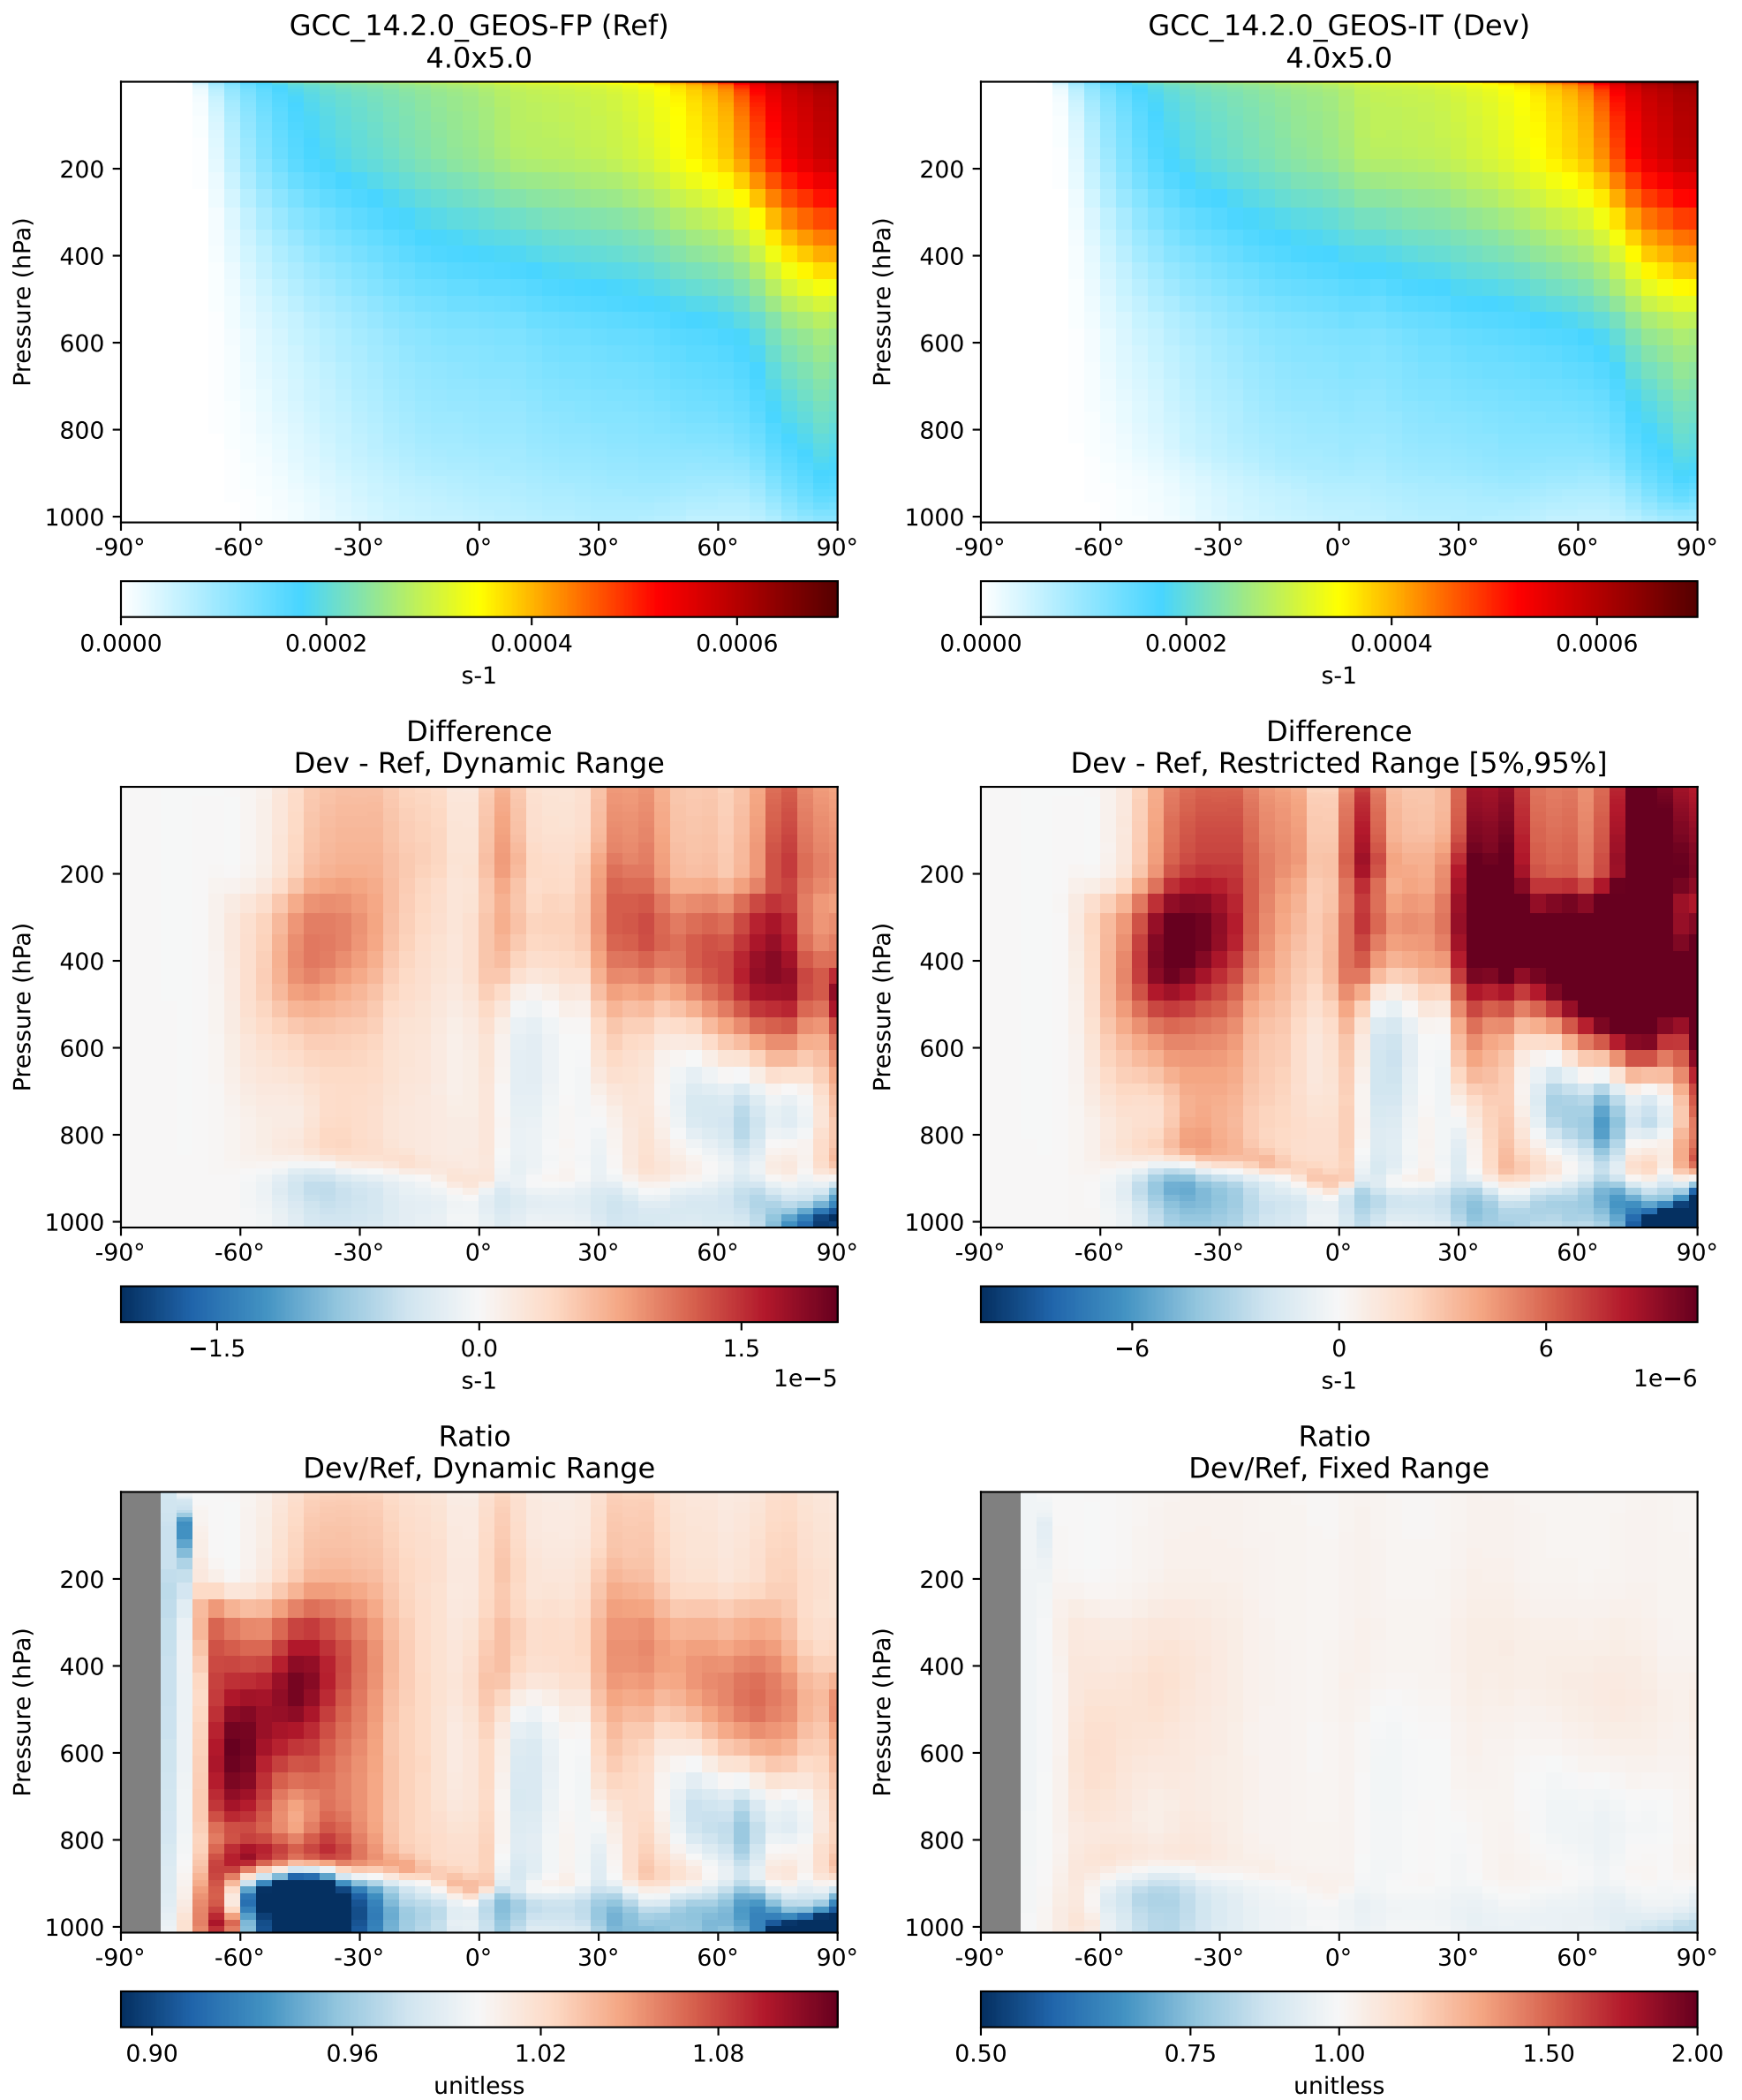 GCC_14.2.0_GEOS-FP (Ref)
4.0x5.0
Pressure (hPa)
200
400
600
800
1000
-90° -60° -30° 0° 30° 60° 90°
0.0000 0.0002 0.0004 0.0006
s-1
GCC_14.2.0_GEOS-IT (Dev)
4.0x5.0
Pressure (hPa)
200
400
600
800
1000
-90° -60° -30° 0° 30° 60° 90°
0.0000 0.0002 0.0004 0.0006
s-1
Difference
Dev - Ref, Dynamic Range
Pressure (hPa)
200
400
600
800
1000
-90° -60° -30° 0° 30° 60° 90°
−1.5 0.0 1.5
s-1 1e−5
Difference
Dev - Ref, Restricted Range [5%,95%]
Pressure (hPa)
200
400
600
800
1000
-90° -60° -30° 0° 30° 60° 90°
−6 0 6
s-1 1e−6
Ratio
Dev/Ref, Dynamic Range
Pressure (hPa)
200
400
600
800
1000
-90° -60° -30° 0° 30° 60° 90°
0.90 0.96 1.02 1.08
unitless
Ratio
Dev/Ref, Fixed Range
Pressure (hPa)
200
400
600
800
1000
-90° -60° -30° 0° 30° 60° 90°
0.50 0.75 1.00 1.50 2.00
unitless